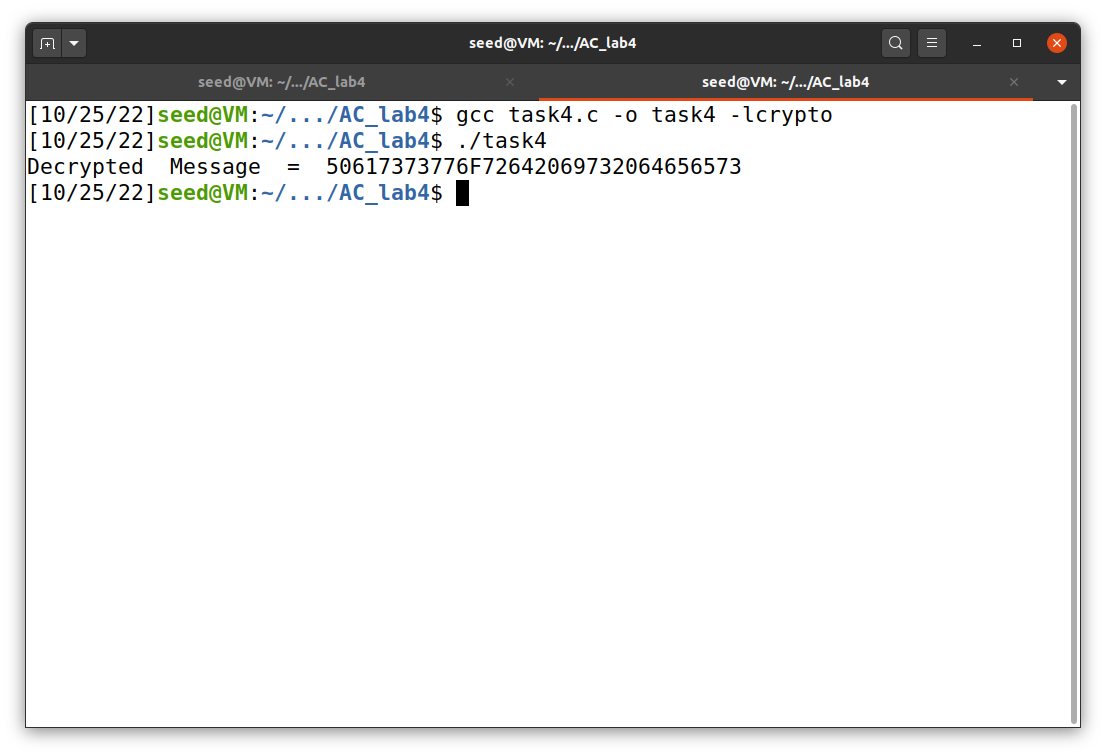 seed@VM: ~/.../AC_lab4
seed@VM: ~/.../AC_lab4 seed@VM: ~/.../AC_lab4
[10/25/22]seed@VM:~/.../AC_lab4$ gcc task4.c -o task4 -lcrypto
[10/25/22]seed@VM:~/.../AC_lab4$ ./task4
Decrypted  Message  =  50617373776F72642069732064656573
[10/25/22]seed@VM:~/.../AC_lab4$